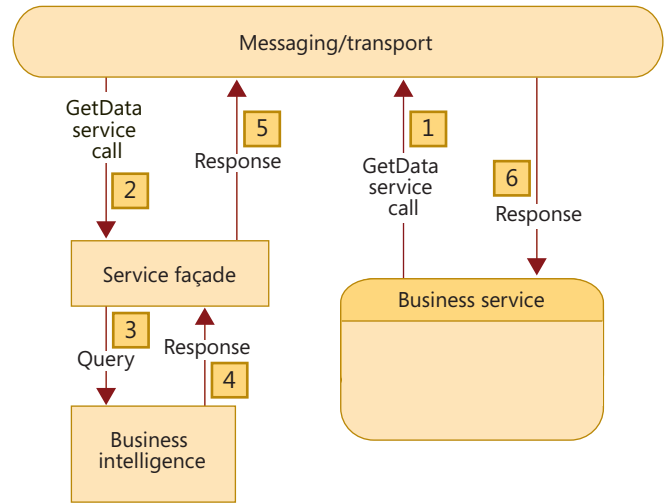 Messaging/transport
GetData
service
call
2
5
Response
1
GetData
service
call
6
Response
Service façade
3
Query
Response
4
Business
intelligence
Business service